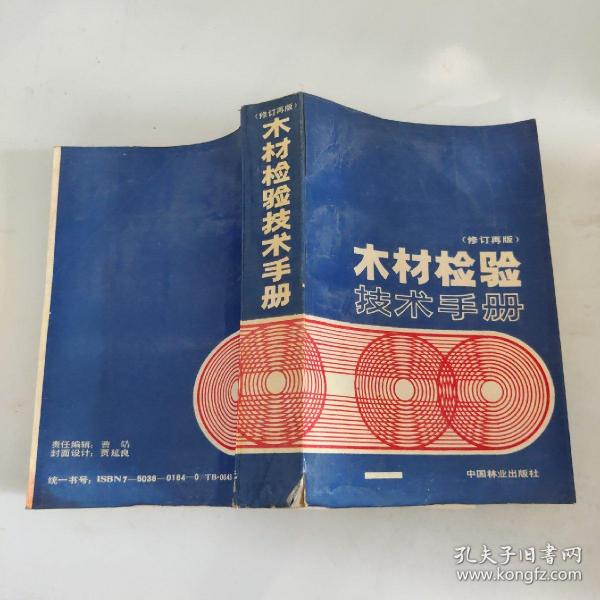 (修订再版)
木材检验技术手册
(修订再版)
木材检验
技术手册
中国林业出版社
责任编辑：曹
封面设计：贾延良
统一书号：ISBN7-5038-0184-0/TB·0043
孔夫子旧书网
www.kongfz.com